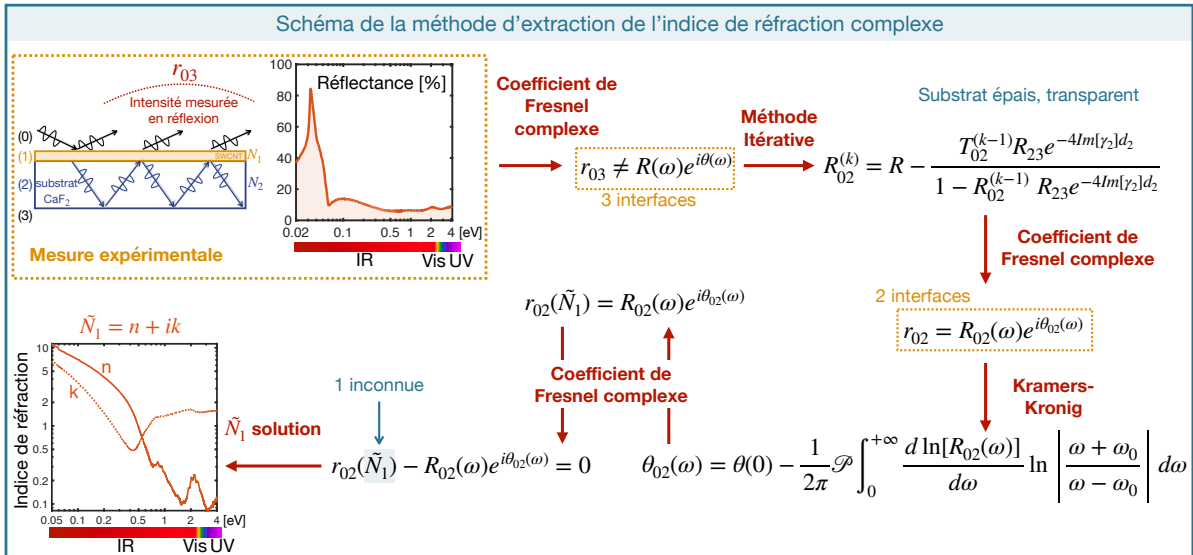 Schéma de la méthode d'extraction de l'indice de réfraction complexe
r₀₃
Intensité mesurée
en réflexion
(0)
(1)
SWCNT
N₁
(2)
substrat
CaF₂
N₂
(3)
Mesure expérimentale
Réflectance [%]
100
80
60
40
20
0
0.02 0.1 0.5 1 2 4 [eV]
IR Vis UV
Coefficient de
Fresnel
complexe
r₀₃ ≠ R(ω)e^{iθ(ω)}
3 interfaces
Méthode
Itérative
Substrat épais, transparent
R₀₂^{(k)} = R - \frac{T₀₂^{(k-1)}R₂₃e^{-4Im[γ₂]d₂}}{1 - R₀₂^{(k-1)} R₂₃e^{-4Im[γ₂]d₂}}
Coefficient de
Fresnel complexe
2 interfaces
r₀₂ = R₀₂(ω)e^{iθ₀₂(ω)}
Kramers-
Kronig
θ₀₂(ω) = θ(0) - \frac{1}{2π} 𝒫 ∫₀^{+∞} \frac{d ln[R₀₂(ω)]}{dω} ln |\frac{ω + ω₀}{ω - ω₀}| dω
r₀₂(Ñ₁) = R₀₂(ω)e^{iθ₀₂(ω)}
Coefficient de
Fresnel complexe
1 inconnue
r₀₂(Ñ₁) - R₀₂(ω)e^{iθ₀₂(ω)} = 0
Ñ₁ solution
Ñ₁ = n + ik
Indice de réfraction
10
5
2
1
0.5
0.2
0.1
n
k
0.05 0.1 0.2 0.5 1 2 4 [eV]
IR Vis UV